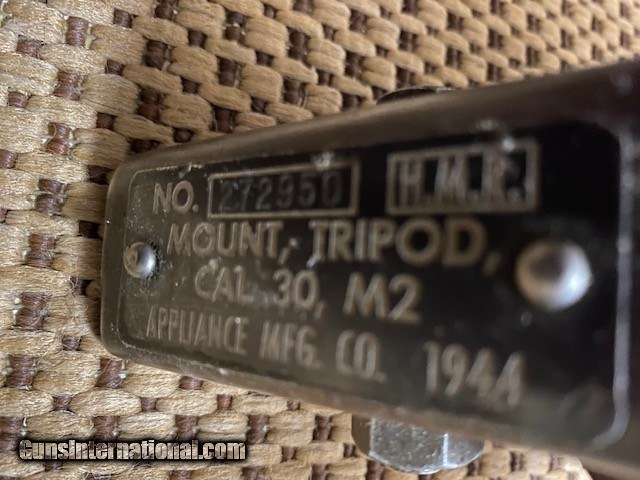 NO. 272950 H.M.R.
MOUNT, TRIPOD,
CAL. 30, M2
APPLIANCE MFG. CO. 1944
GunsInternational.com